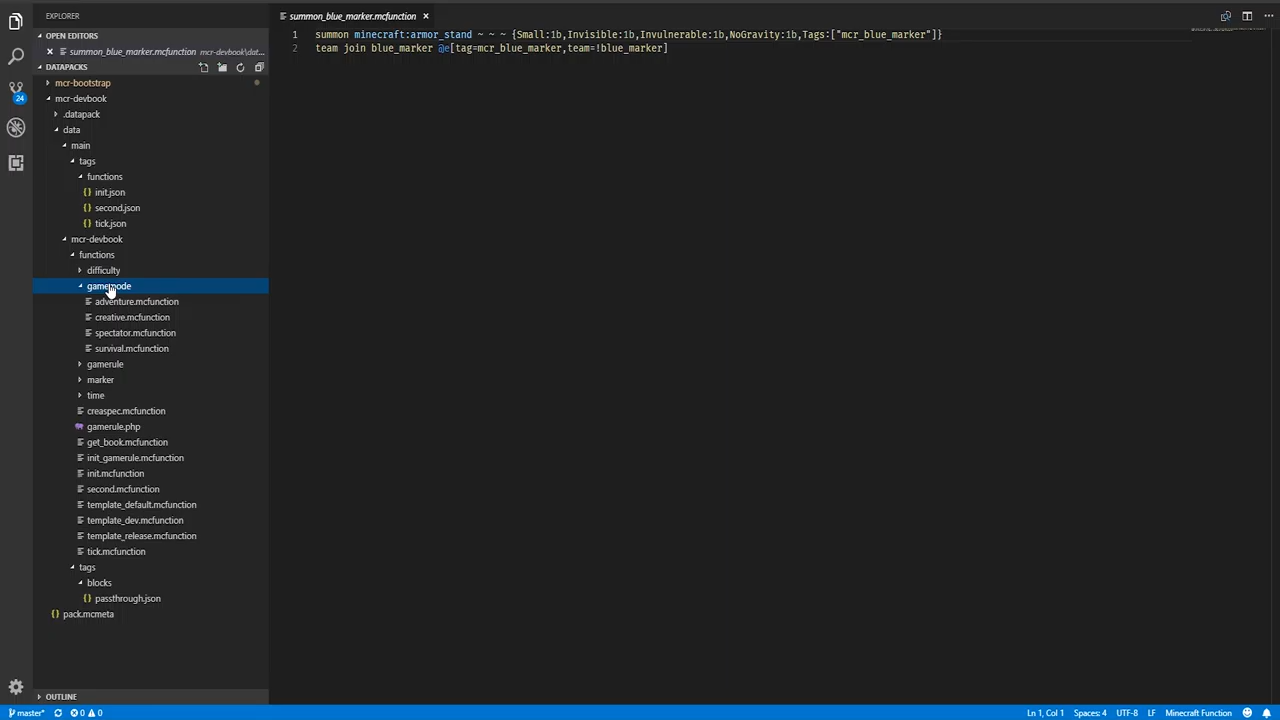 EXPLORER
OPEN EDITORS
summon_blue_marker.mcfunction mcr-devbook\dat...
DATAPACKS
mcr-bootstrap
mcr-devbook
.datapack
data
main
tags
functions
{} init.json
{} second.json
{} tick.json
mcr-devbook
functions
difficulty
gamemode
adventure.mcfunction
creative.mcfunction
spectator.mcfunction
survival.mcfunction
gamerule
marker
time
creaspec.mcfunction
gamerule.php
get_book.mcfunction
init_gamerule.mcfunction
init.mcfunction
second.mcfunction
template_default.mcfunction
template_dev.mcfunction
template_release.mcfunction
tick.mcfunction
tags
blocks
{} passthrough.json
{} pack.mcmeta
OUTLINE
24
summon_blue_marker.mcfunction
1 summon minecraft:armor_stand ~ ~ ~ {Small:1b,Invisible:1b,Invulnerable:1b,NoGravity:1b,Tags:["mcr_blue_marker"]}
2 team join blue_marker @e[tag=mcr_blue_marker,team=!blue_marker]
master* 0 0 Ln 1, Col 1 Spaces: 4 UTF-8 LF Minecraft Function